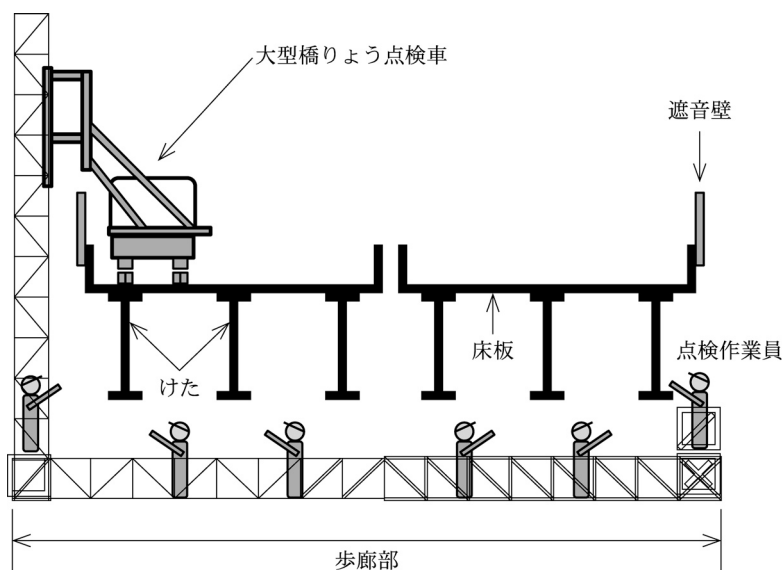 大型橋りょう点検車
遮音壁
床板
点検作業員
けた
歩廊部